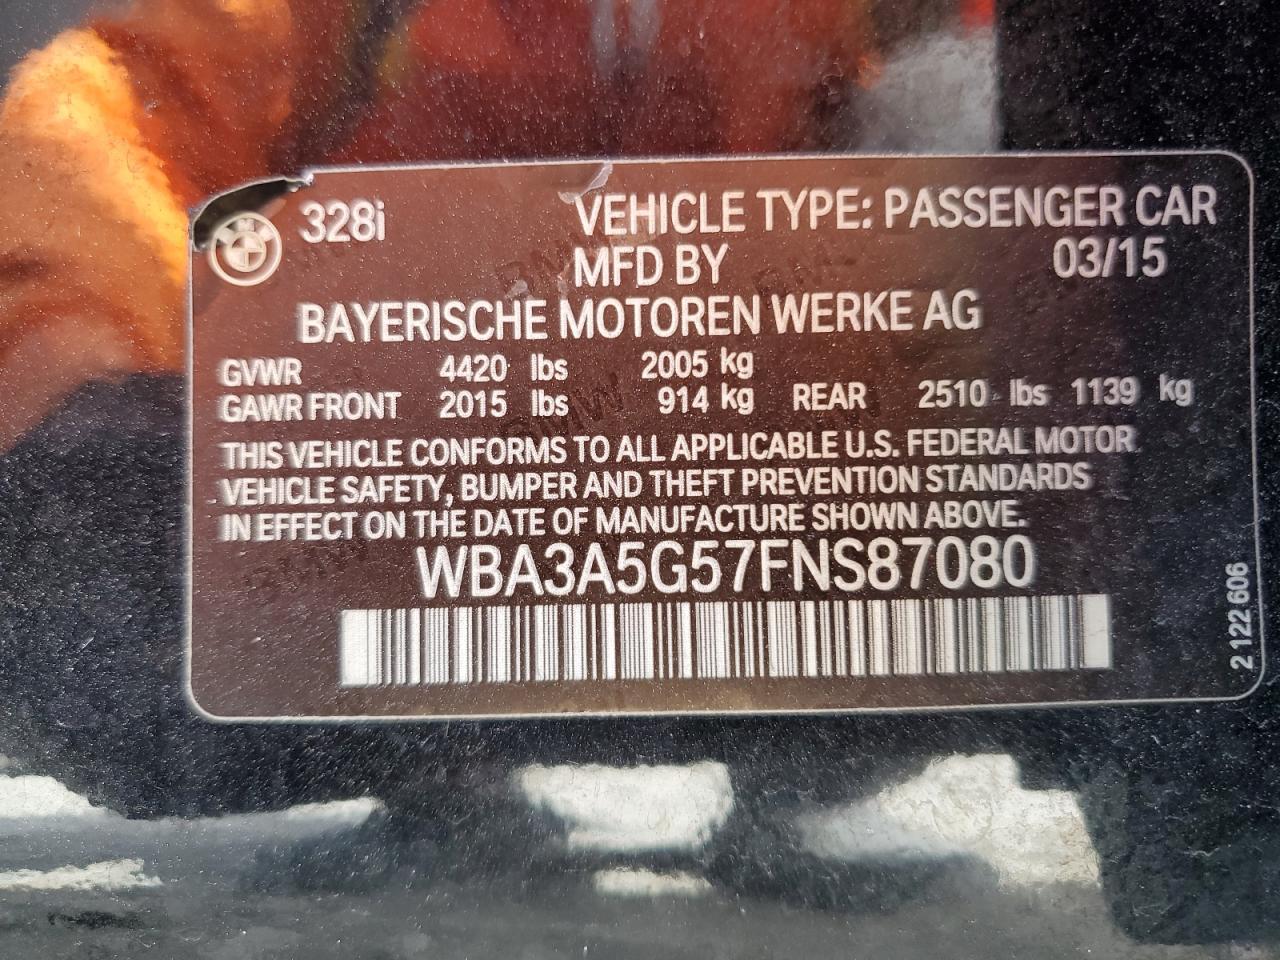 328i VEHICLE TYPE: PASSENGER CAR
MFD BY 03/15
BAYERISCHE MOTOREN WERKE AG
GVWR 4420 lbs 2005 kg
GAWR FRONT 2015 lbs 914 kg REAR 2510 lbs 1139 kg
THIS VEHICLE CONFORMS TO ALL APPLICABLE U.S. FEDERAL MOTOR
VEHICLE SAFETY, BUMPER AND THEFT PREVENTION STANDARDS
IN EFFECT ON THE DATE OF MANUFACTURE SHOWN ABOVE.
WBA3A5G57FNS87080
2 122 606